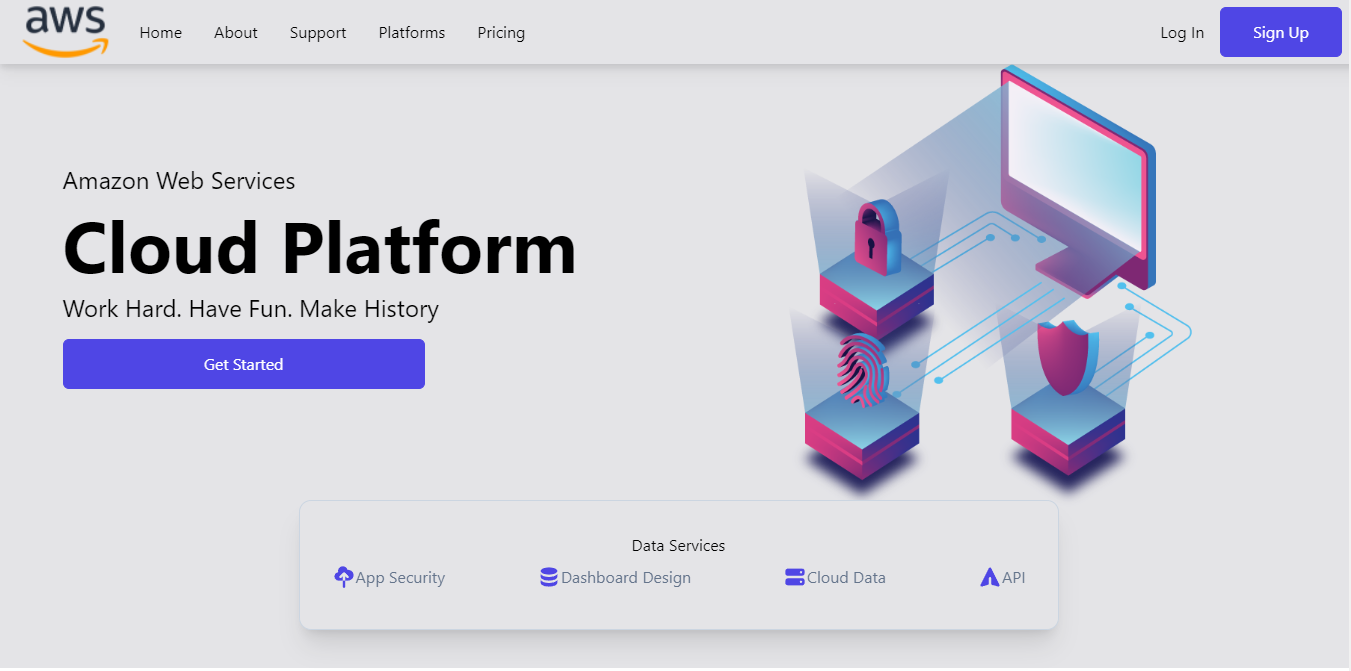 aws
Home About Support Platforms Pricing Log In Sign Up
Amazon Web Services
Cloud Platform
Work Hard. Have Fun. Make History
Get Started
Data Services
App Security Dashboard Design Cloud Data API